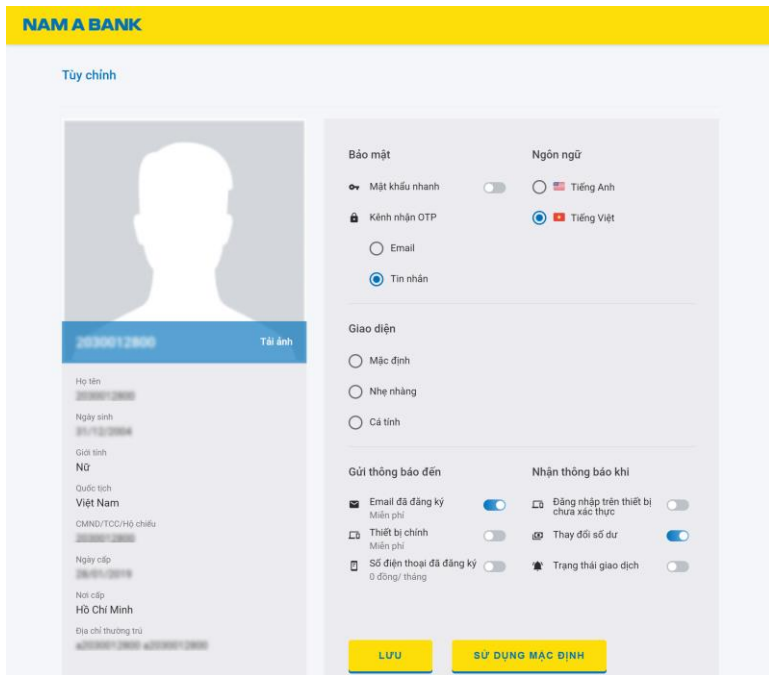 NAM A BANK
Tùy chỉnh
Tải ảnh
Họ tên
Ngày sinh
Giới tính
Nữ
Quốc tịch
Việt Nam
CMND/TCC/Hộ chiếu
Ngày cấp
Nơi cấp
Hồ Chí Minh
Địa chỉ thường trú
Bảo mật
Mật khẩu nhanh
Kênh nhận OTP
Email
Tin nhắn
Ngôn ngữ
Tiếng Anh
Tiếng Việt
Giao diện
Mặc định
Nhẹ nhàng
Cá tính
Gửi thông báo đến
Email đã đăng ký
Miễn phí
Thiết bị chính
Miễn phí
Số điện thoại đã đăng ký
0 đồng/ tháng
Nhận thông báo khi
Đăng nhập trên thiết bị
chưa xác thực
Thay đổi số dư
Trạng thái giao dịch
LƯU
SỬ DỤNG MẶC ĐỊNH